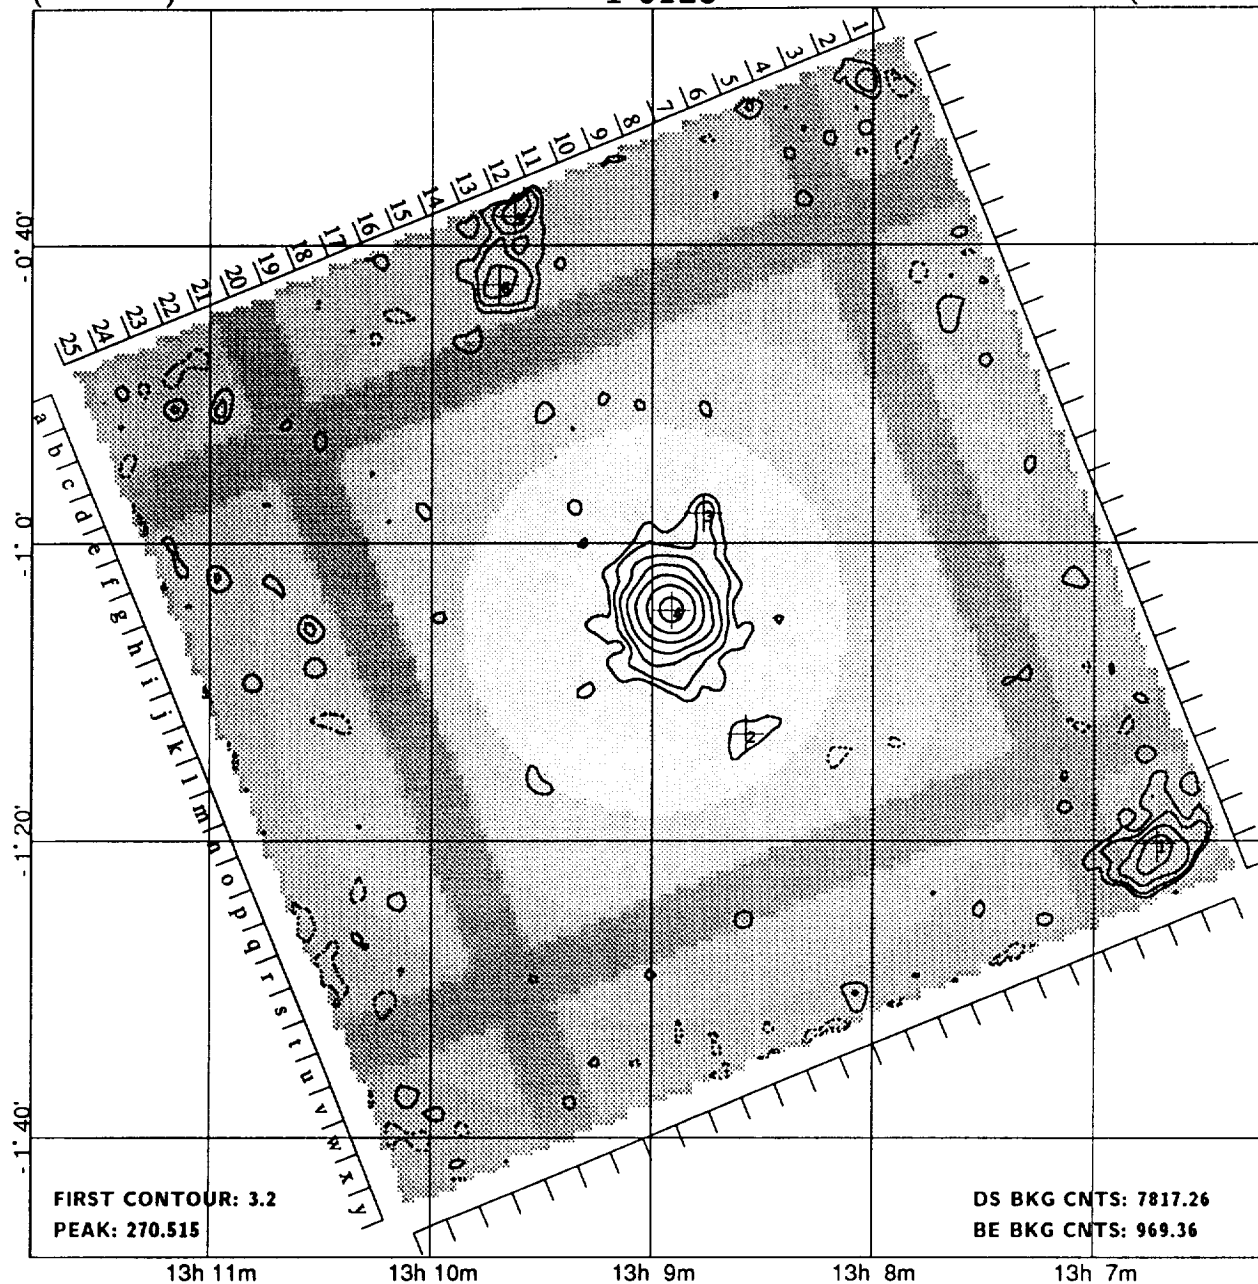 1 2 3 4 5 6 7 8 9 10 11 12 13 14 15 16 17 18 19 20 21 22 23 24 25
-0° 40'
a b c d e f g h i j k l m n o p q r s t u v w x y
3
-1° 0'
2
-1° 20'
-1° 40'
FIRST CONTOUR: 3.2
PEAK: 270.515
DS BKG CNTS: 7817.26
BE BKG CNTS: 969.36
13h 11m 13h 10m 13h 9m 13h 8m 13h 7m